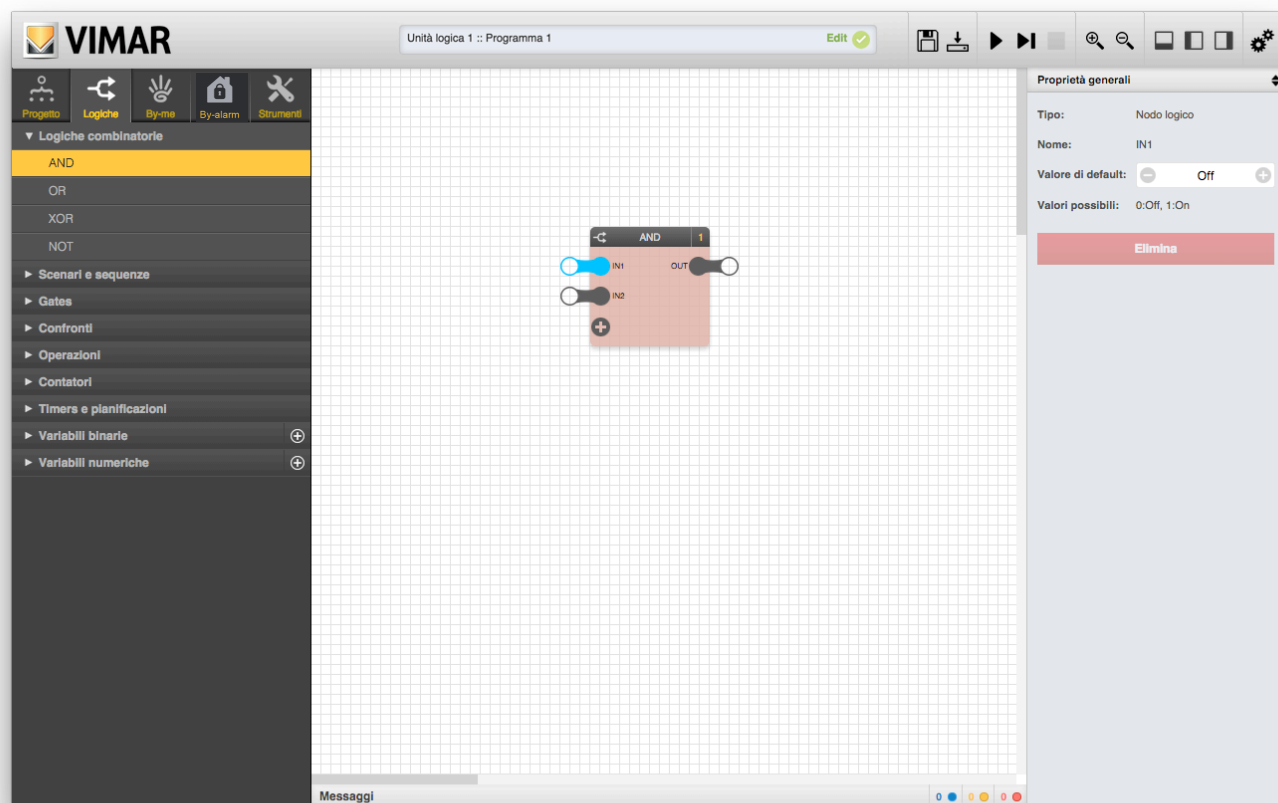 VIMAR
Unità logica 1 :: Programma 1
Edit
Progetto
Logiche
By-me
By-alarm
Strumenti
Logiche combinatorie
AND
OR
XOR
NOT
Scenari e sequenze
Gates
Confronti
Operazioni
Contatori
Timers e pianificazioni
Variabili binarie
Variabili numeriche
AND 1
IN1 OUT
IN2
Messaggi
0 0 0
Proprietà generali
Tipo: Nodo logico
Nome: IN1
Valore di default: Off
Valori possibili: 0:Off, 1:On
Elimina